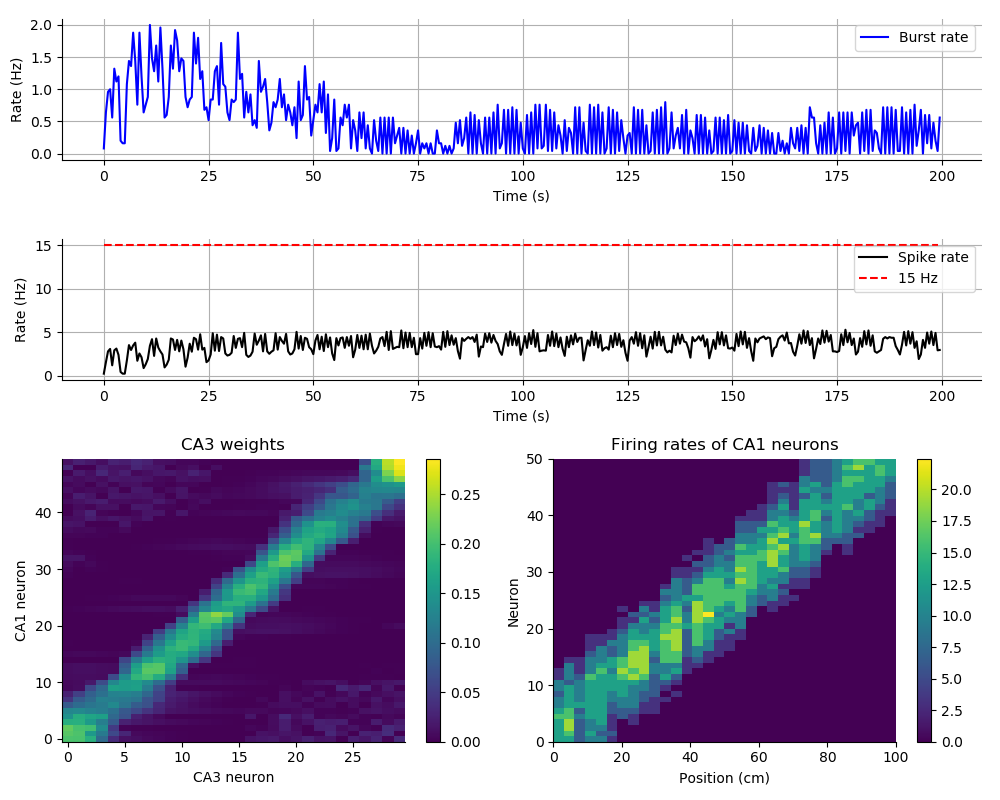 2.0
1.5
1.0
0.5
0.0
Rate (Hz)
Burst rate
0 25 50 75 100 125 150 175 200
Time (s)
15
10
5
0
Rate (Hz)
Spike rate
15 Hz
0 25 50 75 100 125 150 175 200
Time (s)
CA3 weights
40
30
20
10
0
CA1 neuron
0 5 10 15 20 25
CA3 neuron
0.25
0.20
0.15
0.10
0.05
0.00
Firing rates of CA1 neurons
50
40
30
20
10
0
Neuron
0 20 40 60 80 100
Position (cm)
20.0
17.5
15.0
12.5
10.0
7.5
5.0
2.5
0.0